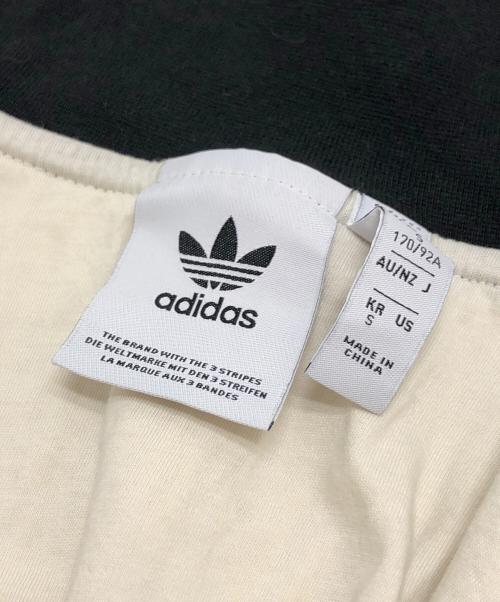 adidas
THE BRAND WITH THE 3 STRIPES
DIE WELTMARKE MIT DEN 3 STREIFEN
LA MARQUE AUX 3 BANDES
170/92A
AU/NZ J
KR US
S
MADE IN
CHINA